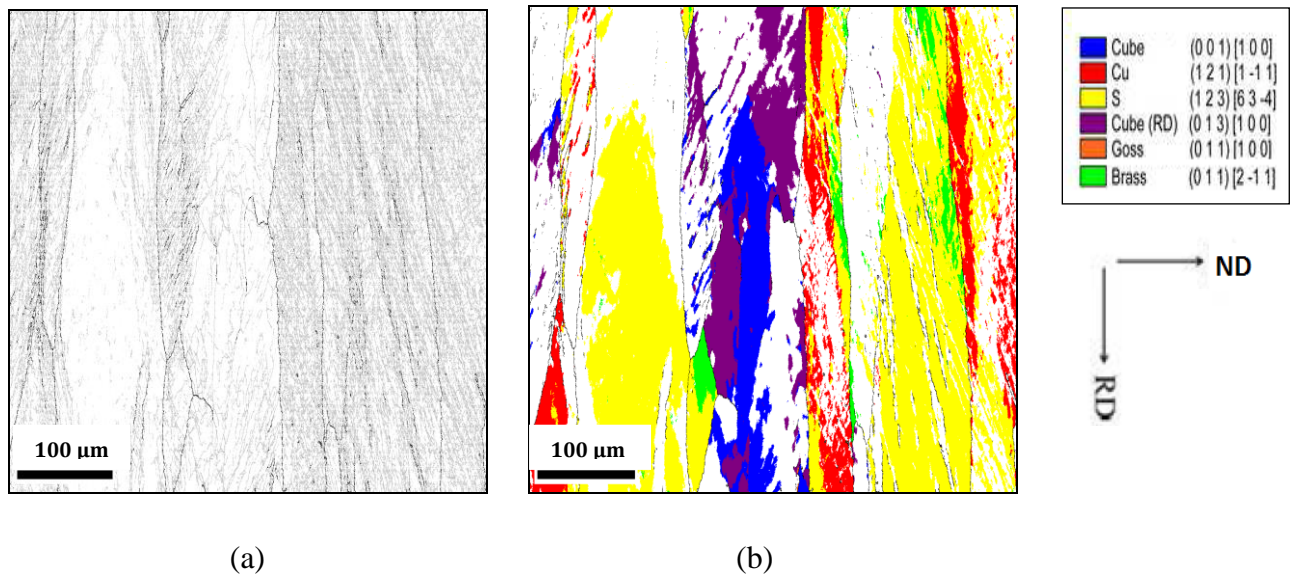 100 μm
100 μm
Cube (0 0 1) [1 0 0]
Cu (1 2 1) [1 -1 1]
S (1 2 3) [6 3 -4]
Cube (RD) (0 1 3) [1 0 0]
Goss (0 1 1) [1 0 0]
Brass (0 1 1) [2 -1 1]
ND
RD
(a)
(b)